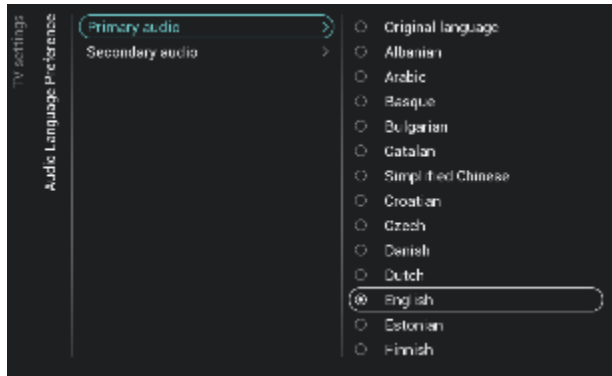 TV settings
Audio Language Preference
Primary audio
Secondary audio
Original language
Albanian
Arabic
Basque
Bulgarian
Catalan
Simplified Chinese
Croatian
Czech
Danish
Dutch
English
Estonian
Finnish